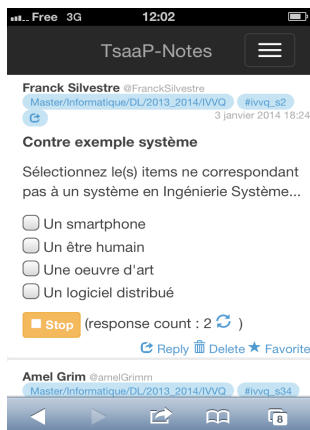 Free 3G 12:02
TsaaP-Notes
Franck Silvestre @FranckSilvestre
Master/Informatique/DL/2013_2014/IVVQ #ivvq_s2
3 janvier 2014 18:24
Contre exemple système
Sélectionnez le(s) items ne correspondant
pas à un système en Ingénierie Système...
Un smartphone
Un être humain
Une oeuvre d'art
Un logiciel distribué
Stop (response count : 2 )
Reply Delete Favorite
Amel Grim @amelGrimm
Master/Informatique/DL/2013_2014/IVVQ #ivvq_s34
8